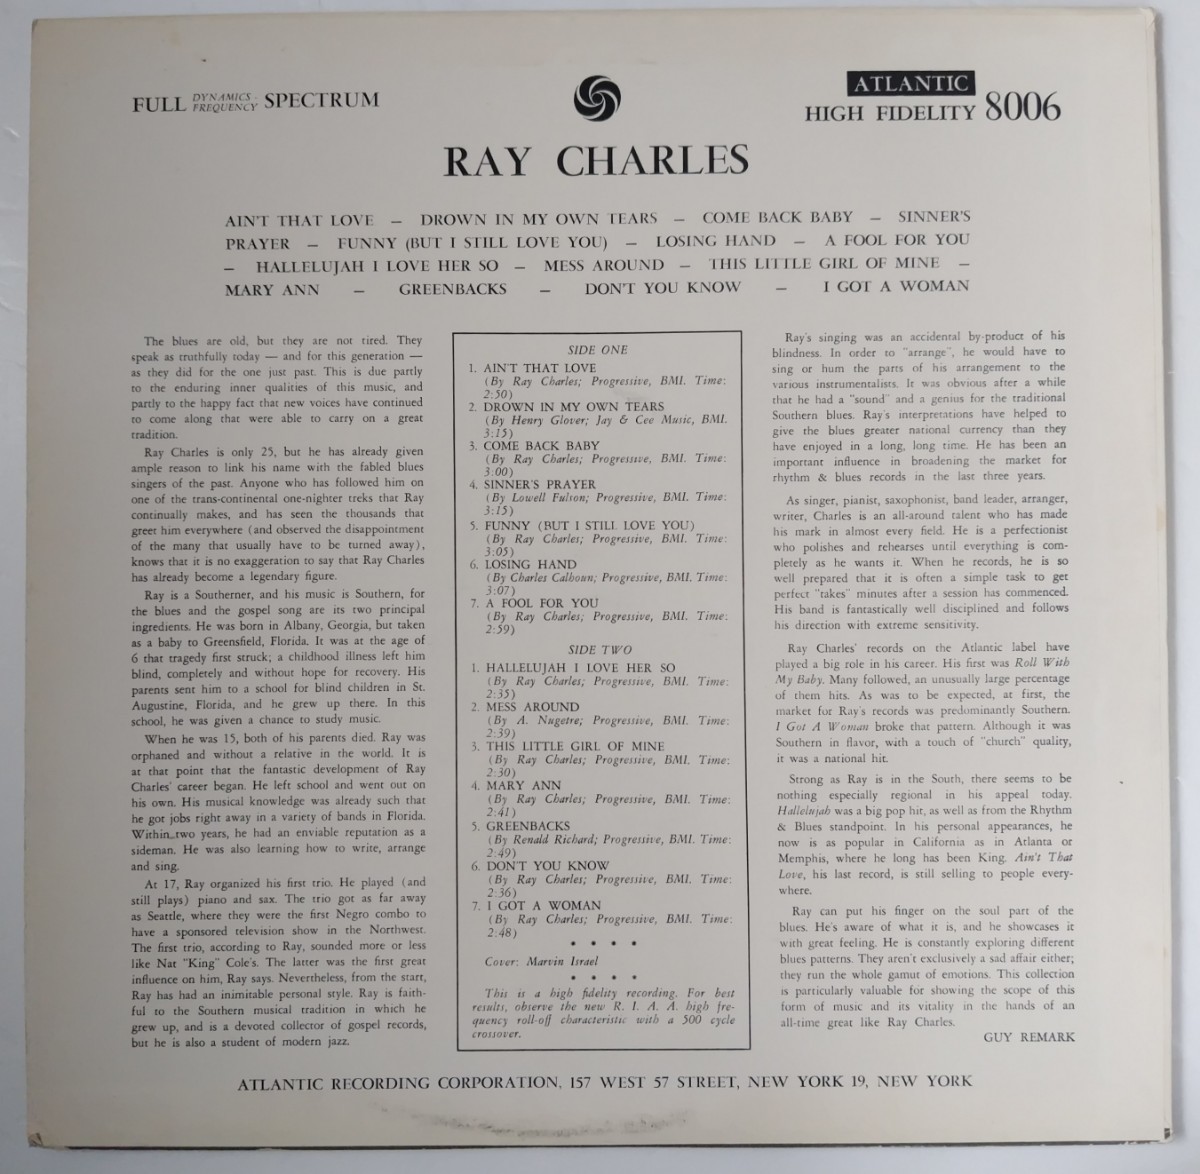 FULL DYNAMICS - FREQUENCY SPECTRUM
ATLANTIC
HIGH FIDELITY 8006
RAY CHARLES
AIN'T THAT LOVE — DROWN IN MY OWN TEARS — COME BACK BABY — SINNER'S
PRAYER — FUNNY (BUT I STILL LOVE YOU) — LOSING HAND — A FOOL FOR YOU
— HALLELUJAH I LOVE HER SO — MESS AROUND — THIS LITTLE GIRL OF MINE —
MARY ANN — GREENBACKS — DON'T YOU KNOW — I GOT A WOMAN
The blues are old, but they are not tired. They
speak as truthfully today — and for this generation —
as they did for the one just past. This is due partly
to the enduring inner qualities of this music, and
partly to the happy fact that new voices have continued
to come along that were able to carry on a great
tradition.
Ray Charles is only 25, but he has already given
ample reason to link his name with the fabled blues
singers of the past. Anyone who has followed him on
one of the trans-continental one-nighter treks that Ray
continually makes, and has seen the thousands that
greet him everywhere (and observed the disappointment
of the many that usually have to be turned away),
knows that it is no exaggeration to say that Ray Charles
has already become a legendary figure.
Ray is a Southerner, and his music is Southern, for
the blues and the gospel song are its two principal
ingredients. He was born in Albany, Georgia, but taken
as a baby to Greensfield, Florida. It was at the age of
6 that tragedy first struck; a childhood illness left him
blind, completely and without hope for recovery. His
parents sent him to a school for blind children in St.
Augustine, Florida, and he grew up there. In this
school, he was given a chance to study music.
When he was 15, both of his parents died. Ray was
orphaned and without a relative in the world. It is
at that point that the fantastic development of Ray
Charles' career began. He left school and went out on
his own. His musical knowledge was already such that
he got jobs right away in a variety of bands in Florida.
Within two years, he had an enviable reputation as a
sideman. He was also learning how to write, arrange
and sing.
At 17, Ray organized his first trio. He played (and
still plays) piano and sax. The trio got as far away
as Seattle, where they were the first Negro combo to
have a sponsored television show in the Northwest.
The first trio, according to Ray, sounded more or less
like Nat "King" Cole's. The latter was the first great
influence on him, Ray says. Nevertheless, from the start,
Ray has had an inimitable personal style. Ray is faith-
ful to the Southern musical tradition in which he
grew up, and is a devoted collector of gospel records,
but he is also a student of modern jazz.
SIDE ONE
1. AIN'T THAT LOVE
(By Ray Charles; Progressive, BMI. Time:
2:50)
2. DROWN IN MY OWN TEARS
(By Henry Glover; Jay & Cee Music, BMI.
3:15)
3. COME BACK BABY
(By Ray Charles; Progressive, BMI. Time:
3:00)
4. SINNER'S PRAYER
(By Lowell Fulson; Progressive, BMI. Time:
3:15)
5. FUNNY (BUT I STILL LOVE YOU)
(By Ray Charles; Progressive, BMI. Time:
3:05)
6. LOSING HAND
(By Charles Calhoun; Progressive, BMI. Time:
3:07)
7. A FOOL FOR YOU
(By Ray Charles; Progressive, BMI. Time:
2:59)
SIDE TWO
1. HALLELUJAH I LOVE HER SO
(By Ray Charles; Progressive, BMI. Time:
2:35)
2. MESS AROUND
(By A. Nugetre; Progressive, BMI. Time:
2:39)
3. THIS LITTLE GIRL OF MINE
(By Ray Charles; Progressive, BMI. Time:
2:30)
4. MARY ANN
(By Ray Charles; Progressive, BMI. Time:
2:41)
5. GREENBACKS
(By Renald Richard; Progressive, BMI. Time:
2:49)
6. DON'T YOU KNOW
(By Ray Charles; Progressive, BMI. Time:
2:36)
7. I GOT A WOMAN
(By Ray Charles; Progressive, BMI. Time:
2:48)
* * * *
Cover: Marvin Israel
* * * *
This is a high fidelity recording. For best
results, observe the new R. I. A. A. high fre-
quency roll-off characteristic with a 500 cycle
crossover.
Ray's singing was an accidental by-product of his
blindness. In order to "arrange", he would have to
sing or hum the parts of his arrangement to the
various instrumentalists. It was obvious after a while
that he had a "sound" and a genius for the traditional
Southern blues. Ray's interpretations have helped to
give the blues greater national currency than they
have enjoyed in a long, long time. He has been an
important influence in broadening the market for
rhythm & blues records in the last three years.
As singer, pianist, saxophonist, band leader, arranger,
writer, Charles is an all-around talent who has made
his mark in almost every field. He is a perfectionist
who polishes and rehearses until everything is com-
pletely as he wants it. When he records, he is so
well prepared that it is often a simple task to get
perfect "takes" minutes after a session has commenced.
His band is fantastically well disciplined and follows
his direction with extreme sensitivity.
Ray Charles' records on the Atlantic label have
played a big role in his career. His first was Roll With
My Baby. Many followed, an unusually large percentage
of them hits. As was to be expected, at first, the
market for Ray's records was predominantly Southern.
I Got A Woman broke that pattern. Although it was
Southern in flavor, with a touch of "church" quality,
it was a national hit.
Strong as Ray is in the South, there seems to be
nothing especially regional in his appeal today.
Hallelujah was a big pop hit, as well as from the Rhythm
& Blues standpoint. In his personal appearances, he
now is as popular in California as in Atlanta or
Memphis, where he long has been King. Ain't That
Love, his last record, is still selling to people every-
where.
Ray can put his finger on the soul part of the
blues. He's aware of what it is, and he showcases it
with great feeling. He is constantly exploring different
blues patterns. They aren't exclusively a sad affair either;
they run the whole gamut of emotions. This collection
is particularly valuable for showing the scope of this
form of music and its vitality in the hands of an
all-time great like Ray Charles.
GUY REMARK
ATLANTIC RECORDING CORPORATION, 157 WEST 57 STREET, NEW YORK 19, NEW YORK